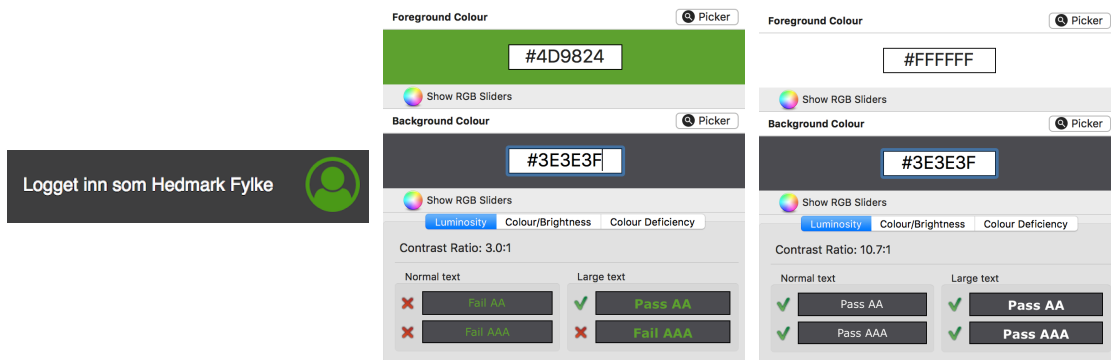 Logget inn som Hedmark Fylke
Foreground Colour
Picker
#4D9824
Show RGB Sliders
Background Colour
Picker
#3E3E3F
Show RGB Sliders
Luminosity Colour/Brightness Colour Deficiency
Contrast Ratio: 3.0:1
Normal text Large text
Fail AA Pass AA
Fail AAA Fail AAA
Foreground Colour
Picker
#FFFFFF
Show RGB Sliders
Background Colour
Picker
#3E3E3F
Show RGB Sliders
Luminosity Colour/Brightness Colour Deficiency
Contrast Ratio: 10.7:1
Normal text Large text
Pass AA Pass AA
Pass AAA Pass AAA